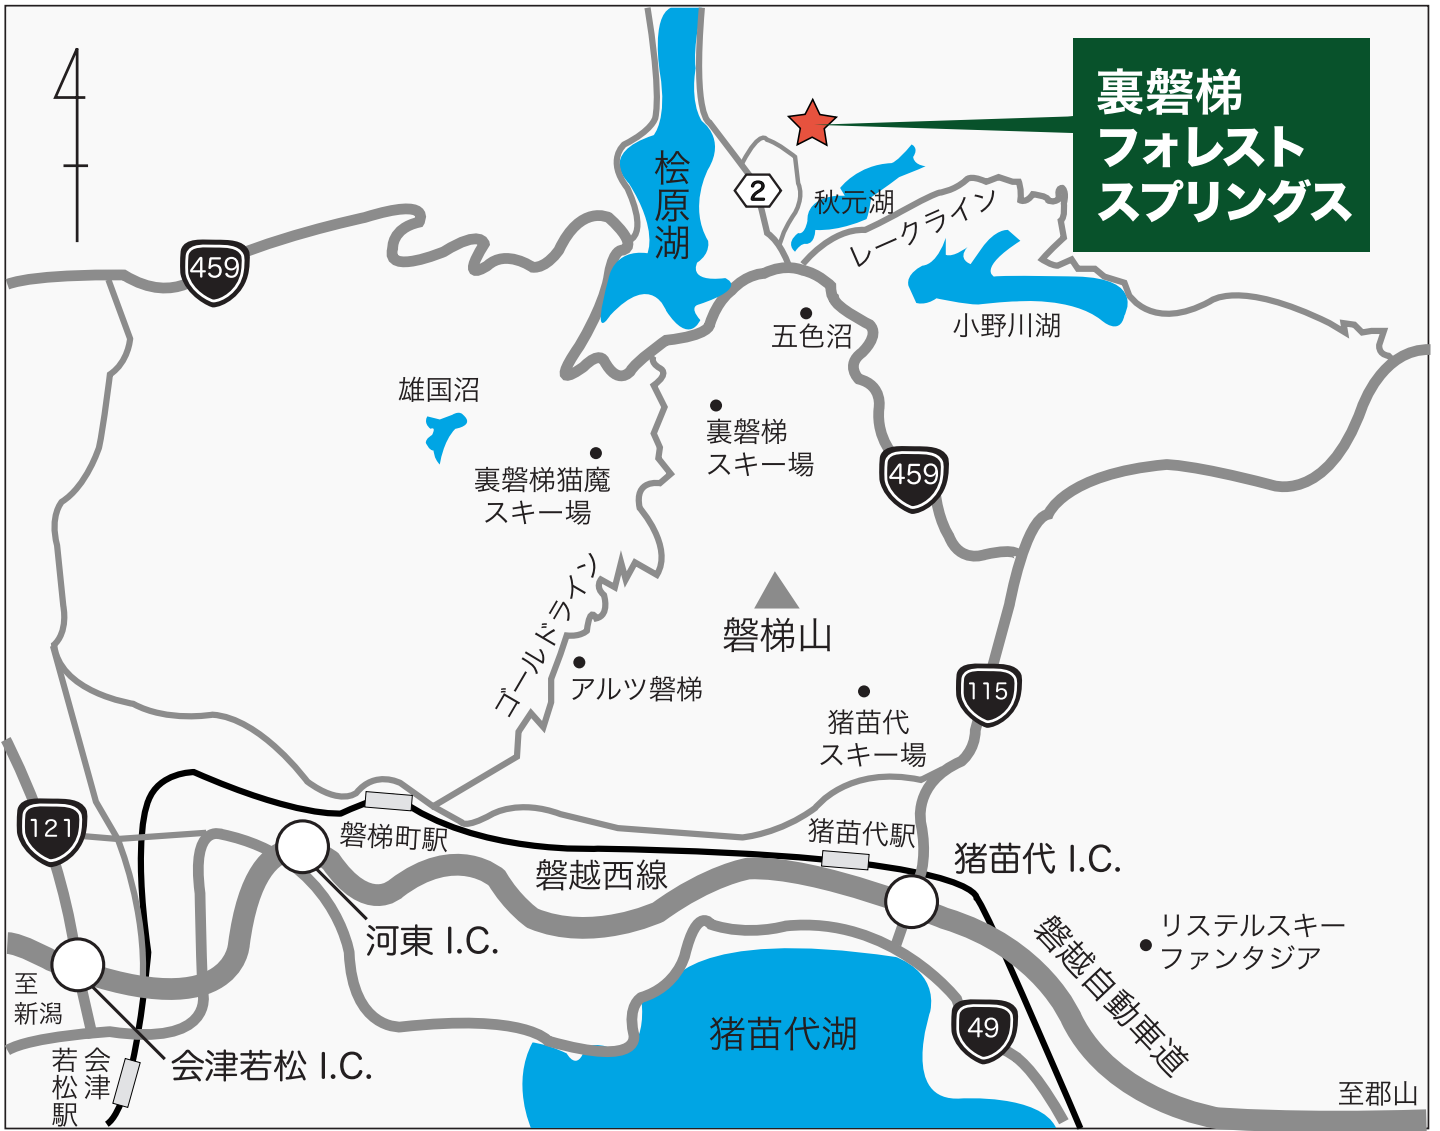 裏磐梯
フォレスト
スプリングス
桧原湖
2
秋元湖
レークライン
459
五色沼
小野川湖
雄国沼
裏磐梯
スキー場
裏磐梯猫魔
スキー場
459
ゴールドライン
磐梯山
アルツ磐梯
115
猪苗代
スキー場
121
磐梯町駅
猪苗代駅
磐越西線
猪苗代 I.C.
河東 I.C.
リステルスキー
ファンタジア
磐越自動車道
至
新潟
49
猪苗代湖
会津若松 I.C.
会津
若松駅
至郡山